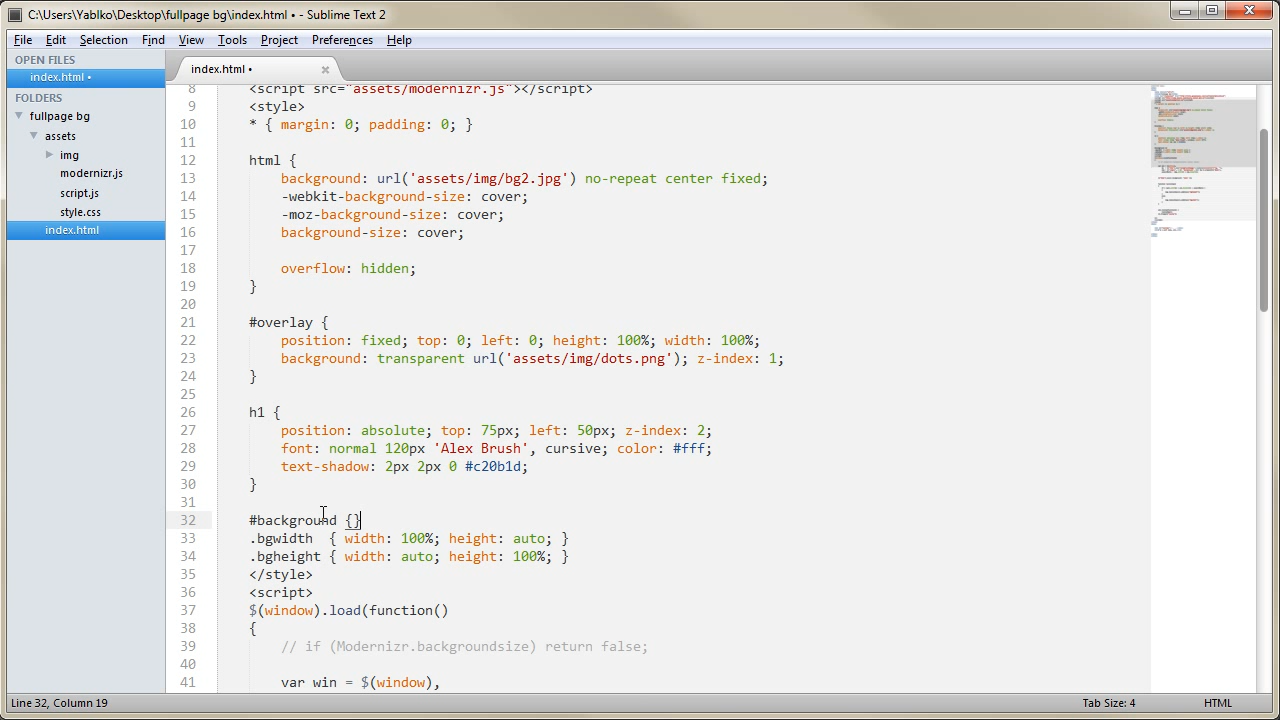 C:\Users\Yablko\Desktop\fullpage bg\index.html • - Sublime Text 2
File Edit Selection Find View Tools Project Preferences Help
OPEN FILES
index.html •
FOLDERS
fullpage bg
assets
img
modernizr.js
script.js
style.css
index.html
index.html •
8 <script src="assets/modernizr.js"></script>
9 <style>
10 * { margin: 0; padding: 0; }
11
12 html {
13 background: url('assets/img/bg2.jpg') no-repeat center fixed;
14 -webkit-background-size: cover;
15 -moz-background-size: cover;
16 background-size: cover;
17
18 overflow: hidden;
19 }
20
21 #overlay {
22 position: fixed; top: 0; left: 0; height: 100%; width: 100%;
23 background: transparent url('assets/img/dots.png'); z-index: 1;
24 }
25
26 h1 {
27 position: absolute; top: 75px; left: 50px; z-index: 2;
28 font: normal 120px 'Alex Brush', cursive; color: #fff;
29 text-shadow: 2px 2px 0 #c20b1d;
30 }
31
32 #background {}
33 .bgwidth { width: 100%; height: auto; }
34 .bgheight { width: auto; height: 100%; }
35 </style>
36 <script>
37 $(window).load(function()
38 {
39 // if (Modernizr.backgroundsize) return false;
40
41 var win = $(window),
Line 32, Column 19
Tab Size: 4
HTML